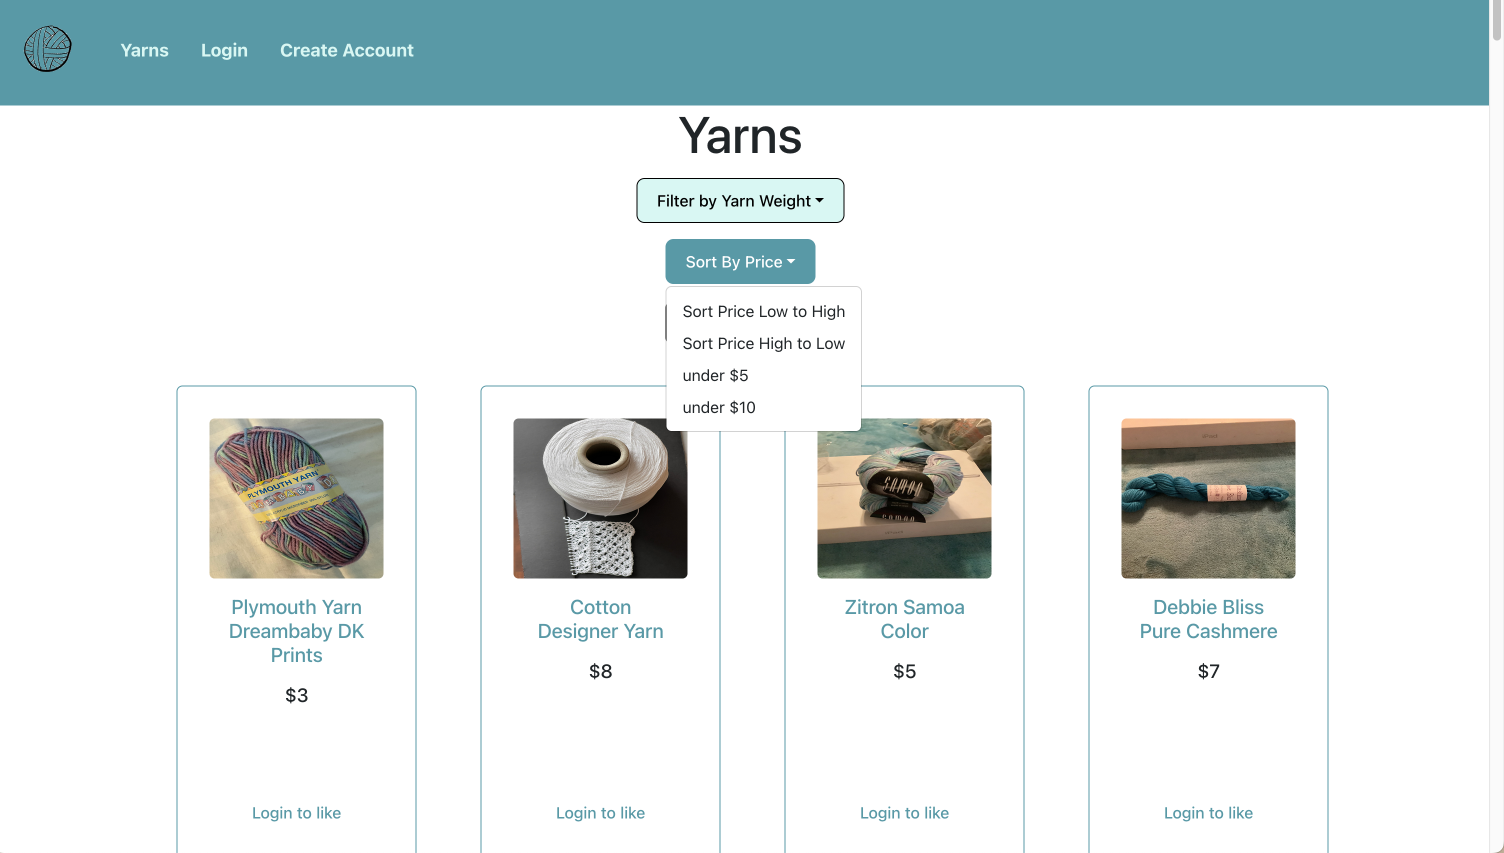 Yarns
Login
Create Account
Yarns
Filter by Yarn Weight
Sort By Price
Sort Price Low to High
Sort Price High to Low
under $5
under $10
PLYMOUTH YARN
SAMOA
Plymouth Yarn
Dreambaby DK
Prints
$3
Login to like
Cotton
Designer Yarn
$8
Login to like
Zitron Samoa
Color
$5
Login to like
Debbie Bliss
Pure Cashmere
$7
Login to like